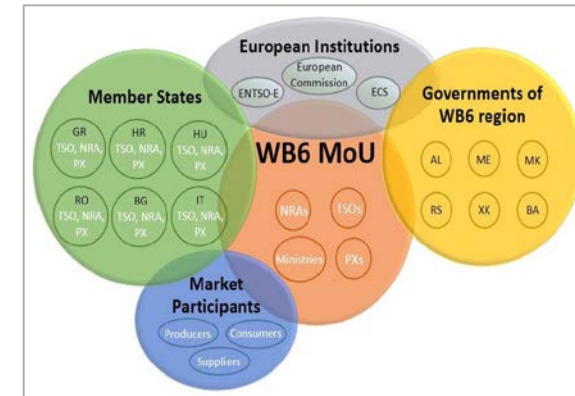 European Institutions
European
Commission
ENTSO-E
ECS
Member States
GR
TSO, NRA,
PX
HR
TSO, NRA,
PX
HU
TSO, NRA,
PX
RO
TSO, NRA,
PX
BG
TSO, NRA,
PX
IT
TSO, NRA,
PX
Governments of
WB6 region
AL
ME
MK
RS
XK
BA
WB6 MoU
NRAs
TSOs
Ministries
PXs
Market
Participants
Producers
Consumers
Suppliers